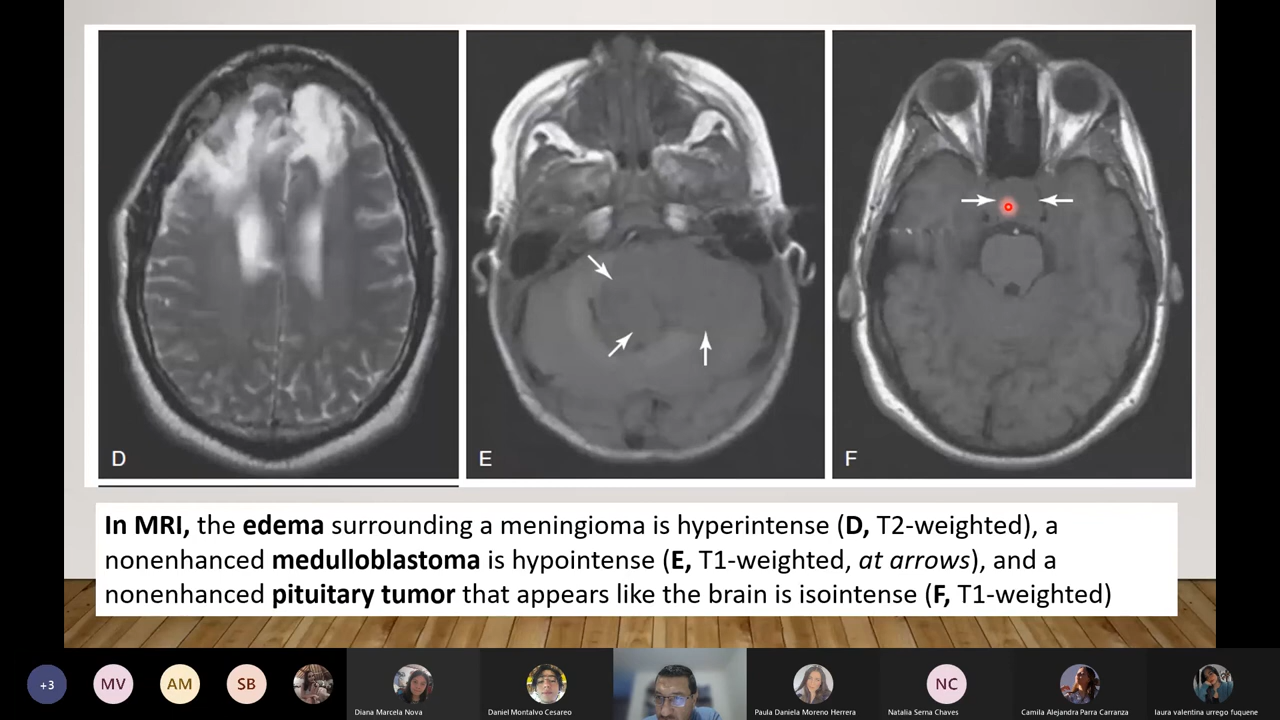 D
E
F
In MRI, the edema surrounding a meningioma is hyperintense (D, T2-weighted), a
nonenhanced medulloblastoma is hypointense (E, T1-weighted, at arrows), and a
nonenhanced pituitary tumor that appears like the brain is isointense (F, T1-weighted)
+3
MV
AM
SB
NC
Diana Marcela Nova
Daniel Montalvo Cesareo
Paula Daniela Moreno Herrera
Natalia Serna Chaves
Camila Alejandra Parra Carranza
laura valentina urrego fuquene